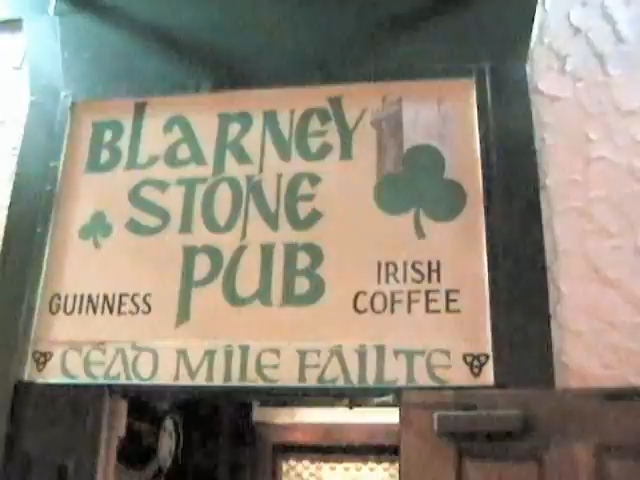 BLARNEY
STONE
PUB
GUINNESS
IRISH
COFFEE
CÉAD MILE FAILTE